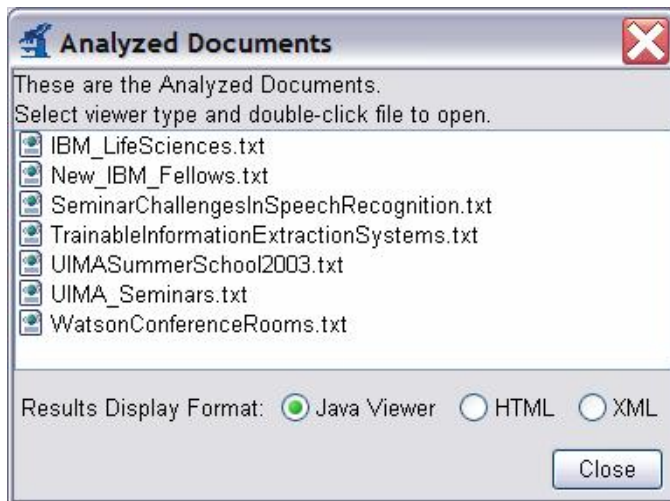 Analyzed Documents
These are the Analyzed Documents.
Select viewer type and double-click file to open.
IBM_LifeSciences.txt
New_IBM_Fellows.txt
SeminarChallengesInSpeechRecognition.txt
TrainableInformationExtractionSystems.txt
UIMASummerSchool2003.txt
UIMA_Seminars.txt
WatsonConferenceRooms.txt
Results Display Format: Java Viewer HTML XML
Close